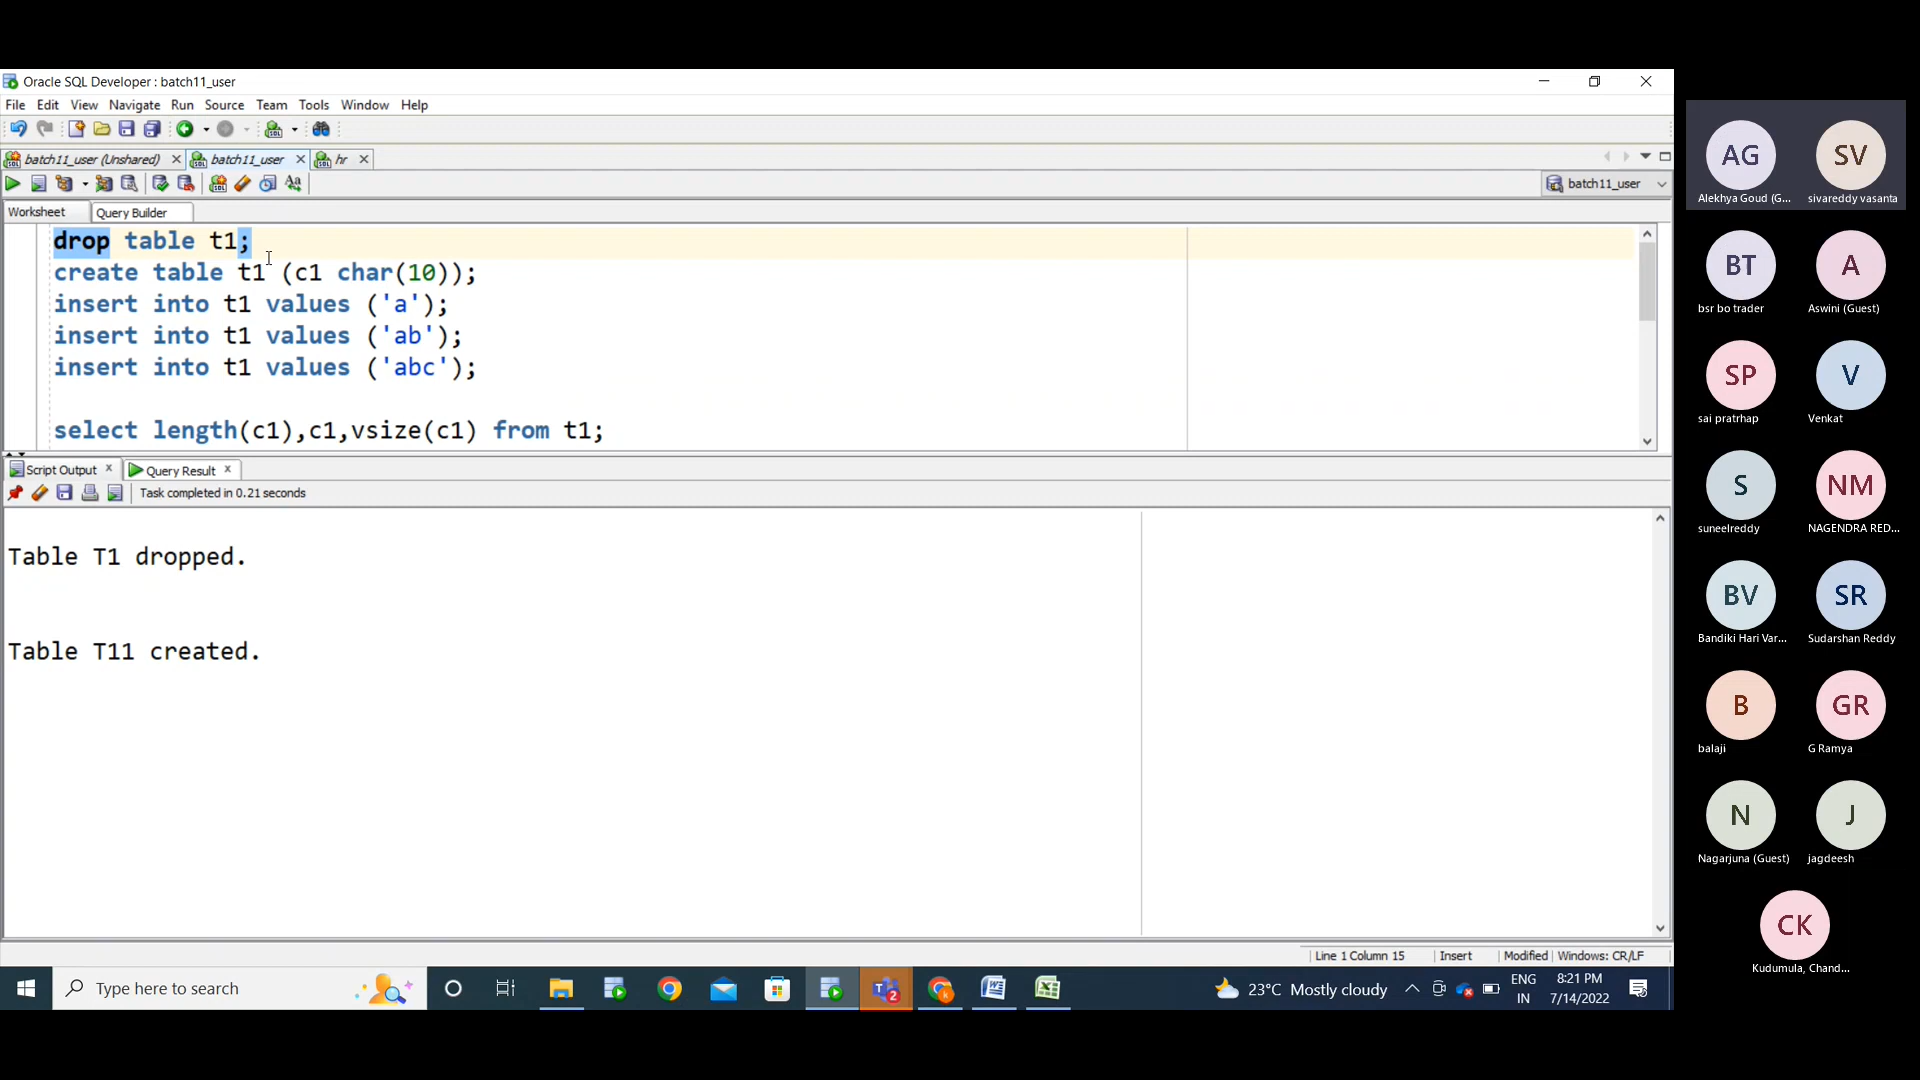 Oracle SQL Developer : batch11_user
File Edit View Navigate Run Source Team Tools Window Help
batch11_user (Unshared) batch11_user hr
batch11_user
Worksheet Query Builder
drop table t1;
create table t1 (c1 char(10));
insert into t1 values ('a');
insert into t1 values ('ab');
insert into t1 values ('abc');
select length(c1),c1,vsize(c1) from t1;
Script Output Query Result
Task completed in 0.21 seconds
Table T1 dropped.
Table T11 created.
Line 1 Column 15 Insert Modified Windows: CR/LF
Type here to search
2
23°C Mostly cloudy
ENG
IN
8:21 PM
7/14/2022
AG SV
Alekhya Goud (G... sivareddy vasanta
BT A
bsr bo trader Aswini (Guest)
SP V
sai pratrhap Venkat
S NM
suneelreddy NAGENDRA RED...
BV SR
Bandiki Hari Var... Sudarshan Reddy
B GR
balaji G Ramya
N J
Nagarjuna (Guest) jagdeesh
CK
Kudumula, Chand...